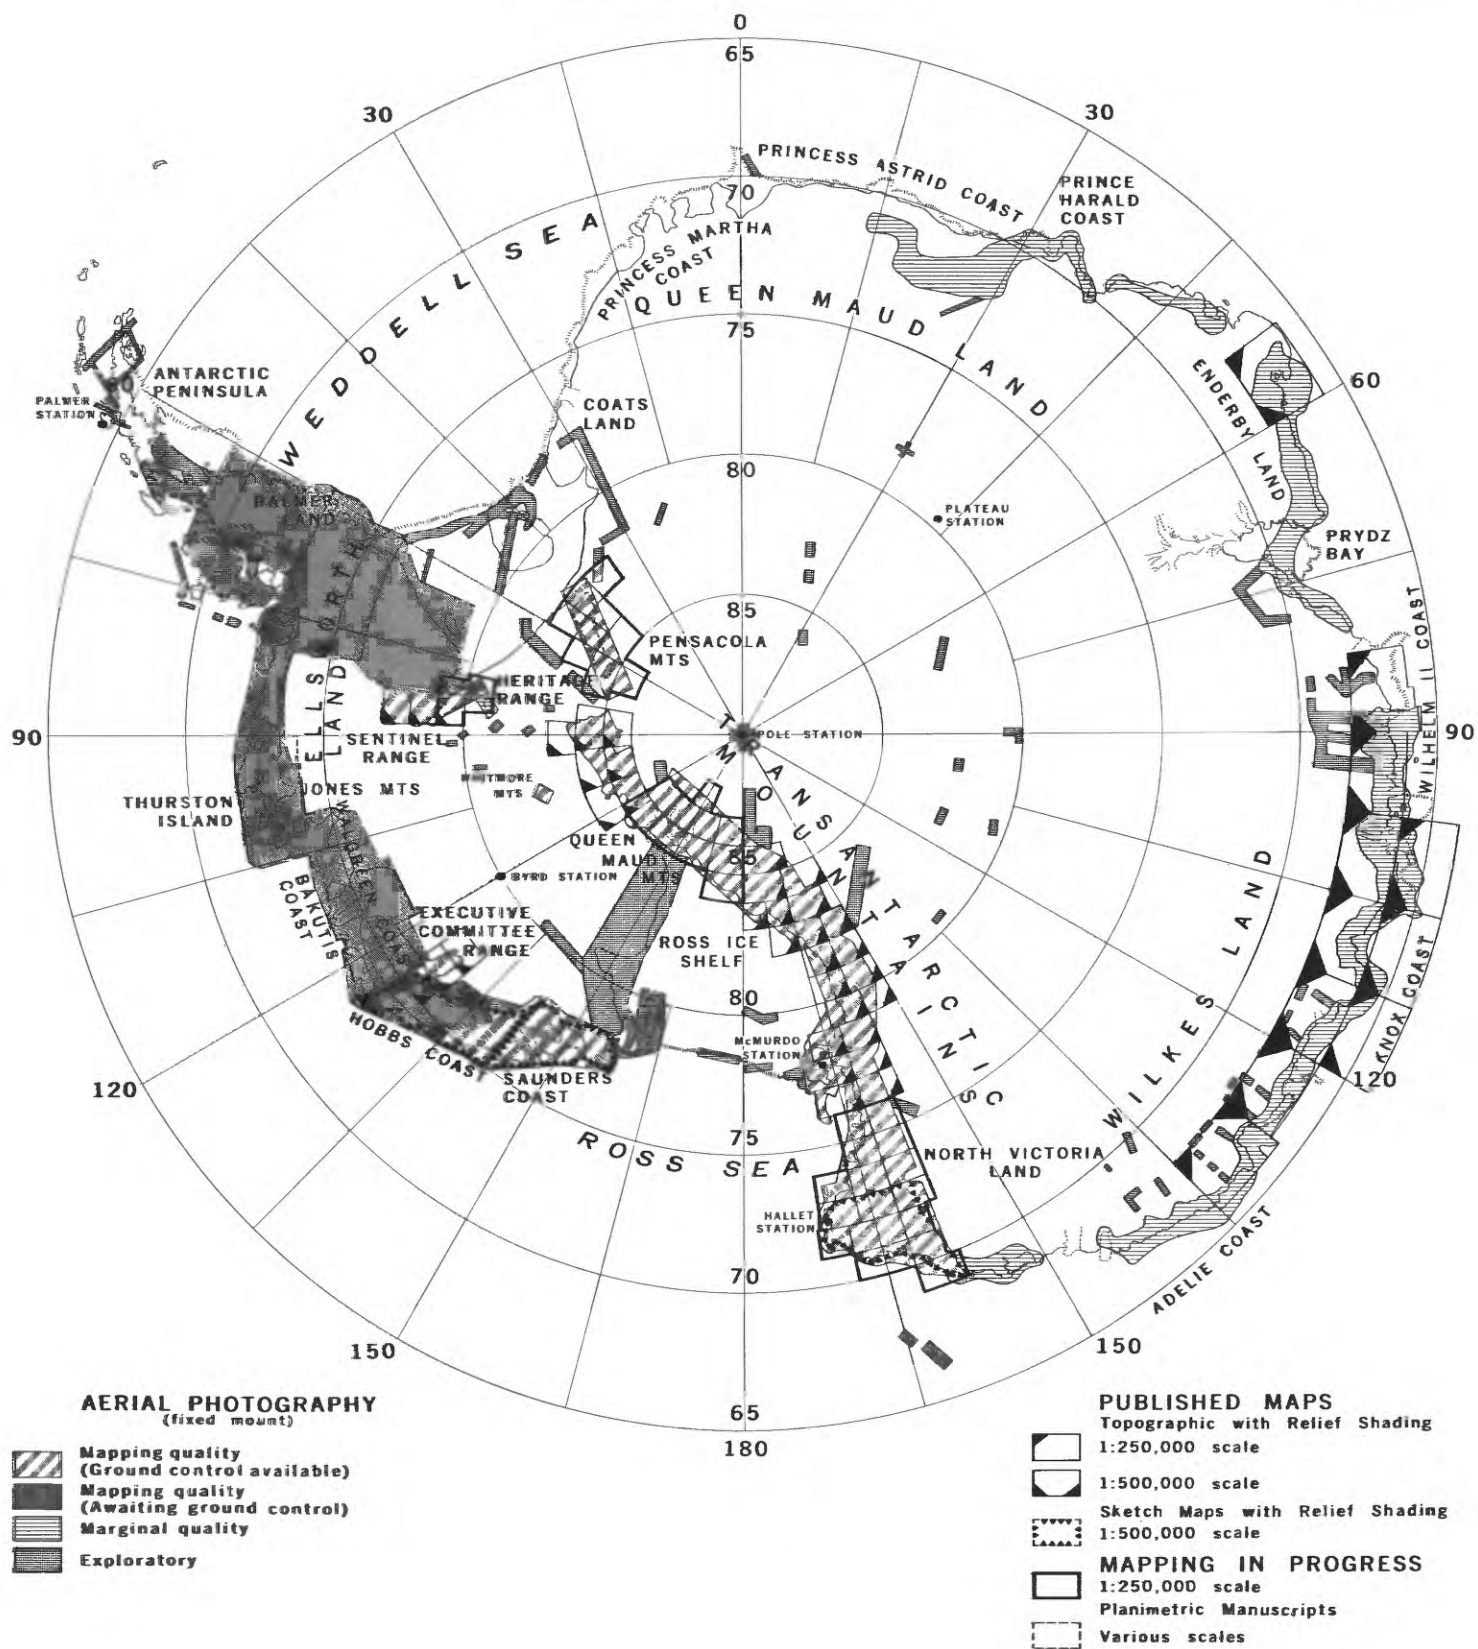 0
65
30
30
PRINCESS ASTRID COAST
PRINCE
HARALD
COAST
70
WEDDELL SEA
PRINCESS MARTHA
COAST
QUEEN MAUD LAND
75
ANTARCTIC
PENINSULA
PALMER
STATION
60
60
ENDERBY LAND
COATS
LAND
80
PLATEAU
STATION
PRYDZ
BAY
PALMER
LAND
85
PENSACOLA
MTS
WILHELM II COAST
HERITAGE
RANGE
ELLSWORTH
LAND
90
SENTINEL
RANGE
POLE STATION
90
JONES MTS
WHITMORE
MTS
THURSTON
ISLAND
TRANSANTARCTIC
MOUNTAINS
QUEEN
MAUD
MTS
85
BYRD STATION
WALGREEN COAST
BAKUTIS
COAST
EXECUTIVE
COMMITTEE
RANGE
ROSS ICE
SHELF
WILKES LAND
KNOX COAST
80
HOBBS COAST
McMURDO
STATION
120
SAUNDERS
COAST
120
75
ROSS SEA
NORTH VICTORIA
LAND
HALLET
STATION
ADELIE COAST
70
150
150
65
180
AERIAL PHOTOGRAPHY
(fixed mount)
Mapping quality
(Ground control available)
Mapping quality
(Awaiting ground control)
Marginal quality
Exploratory
PUBLISHED MAPS
Topographic with Relief Shading
1:250,000 scale
1:500,000 scale
Sketch Maps with Relief Shading
1:500,000 scale
MAPPING IN PROGRESS
1:250,000 scale
Planimetric Manuscripts
Various scales